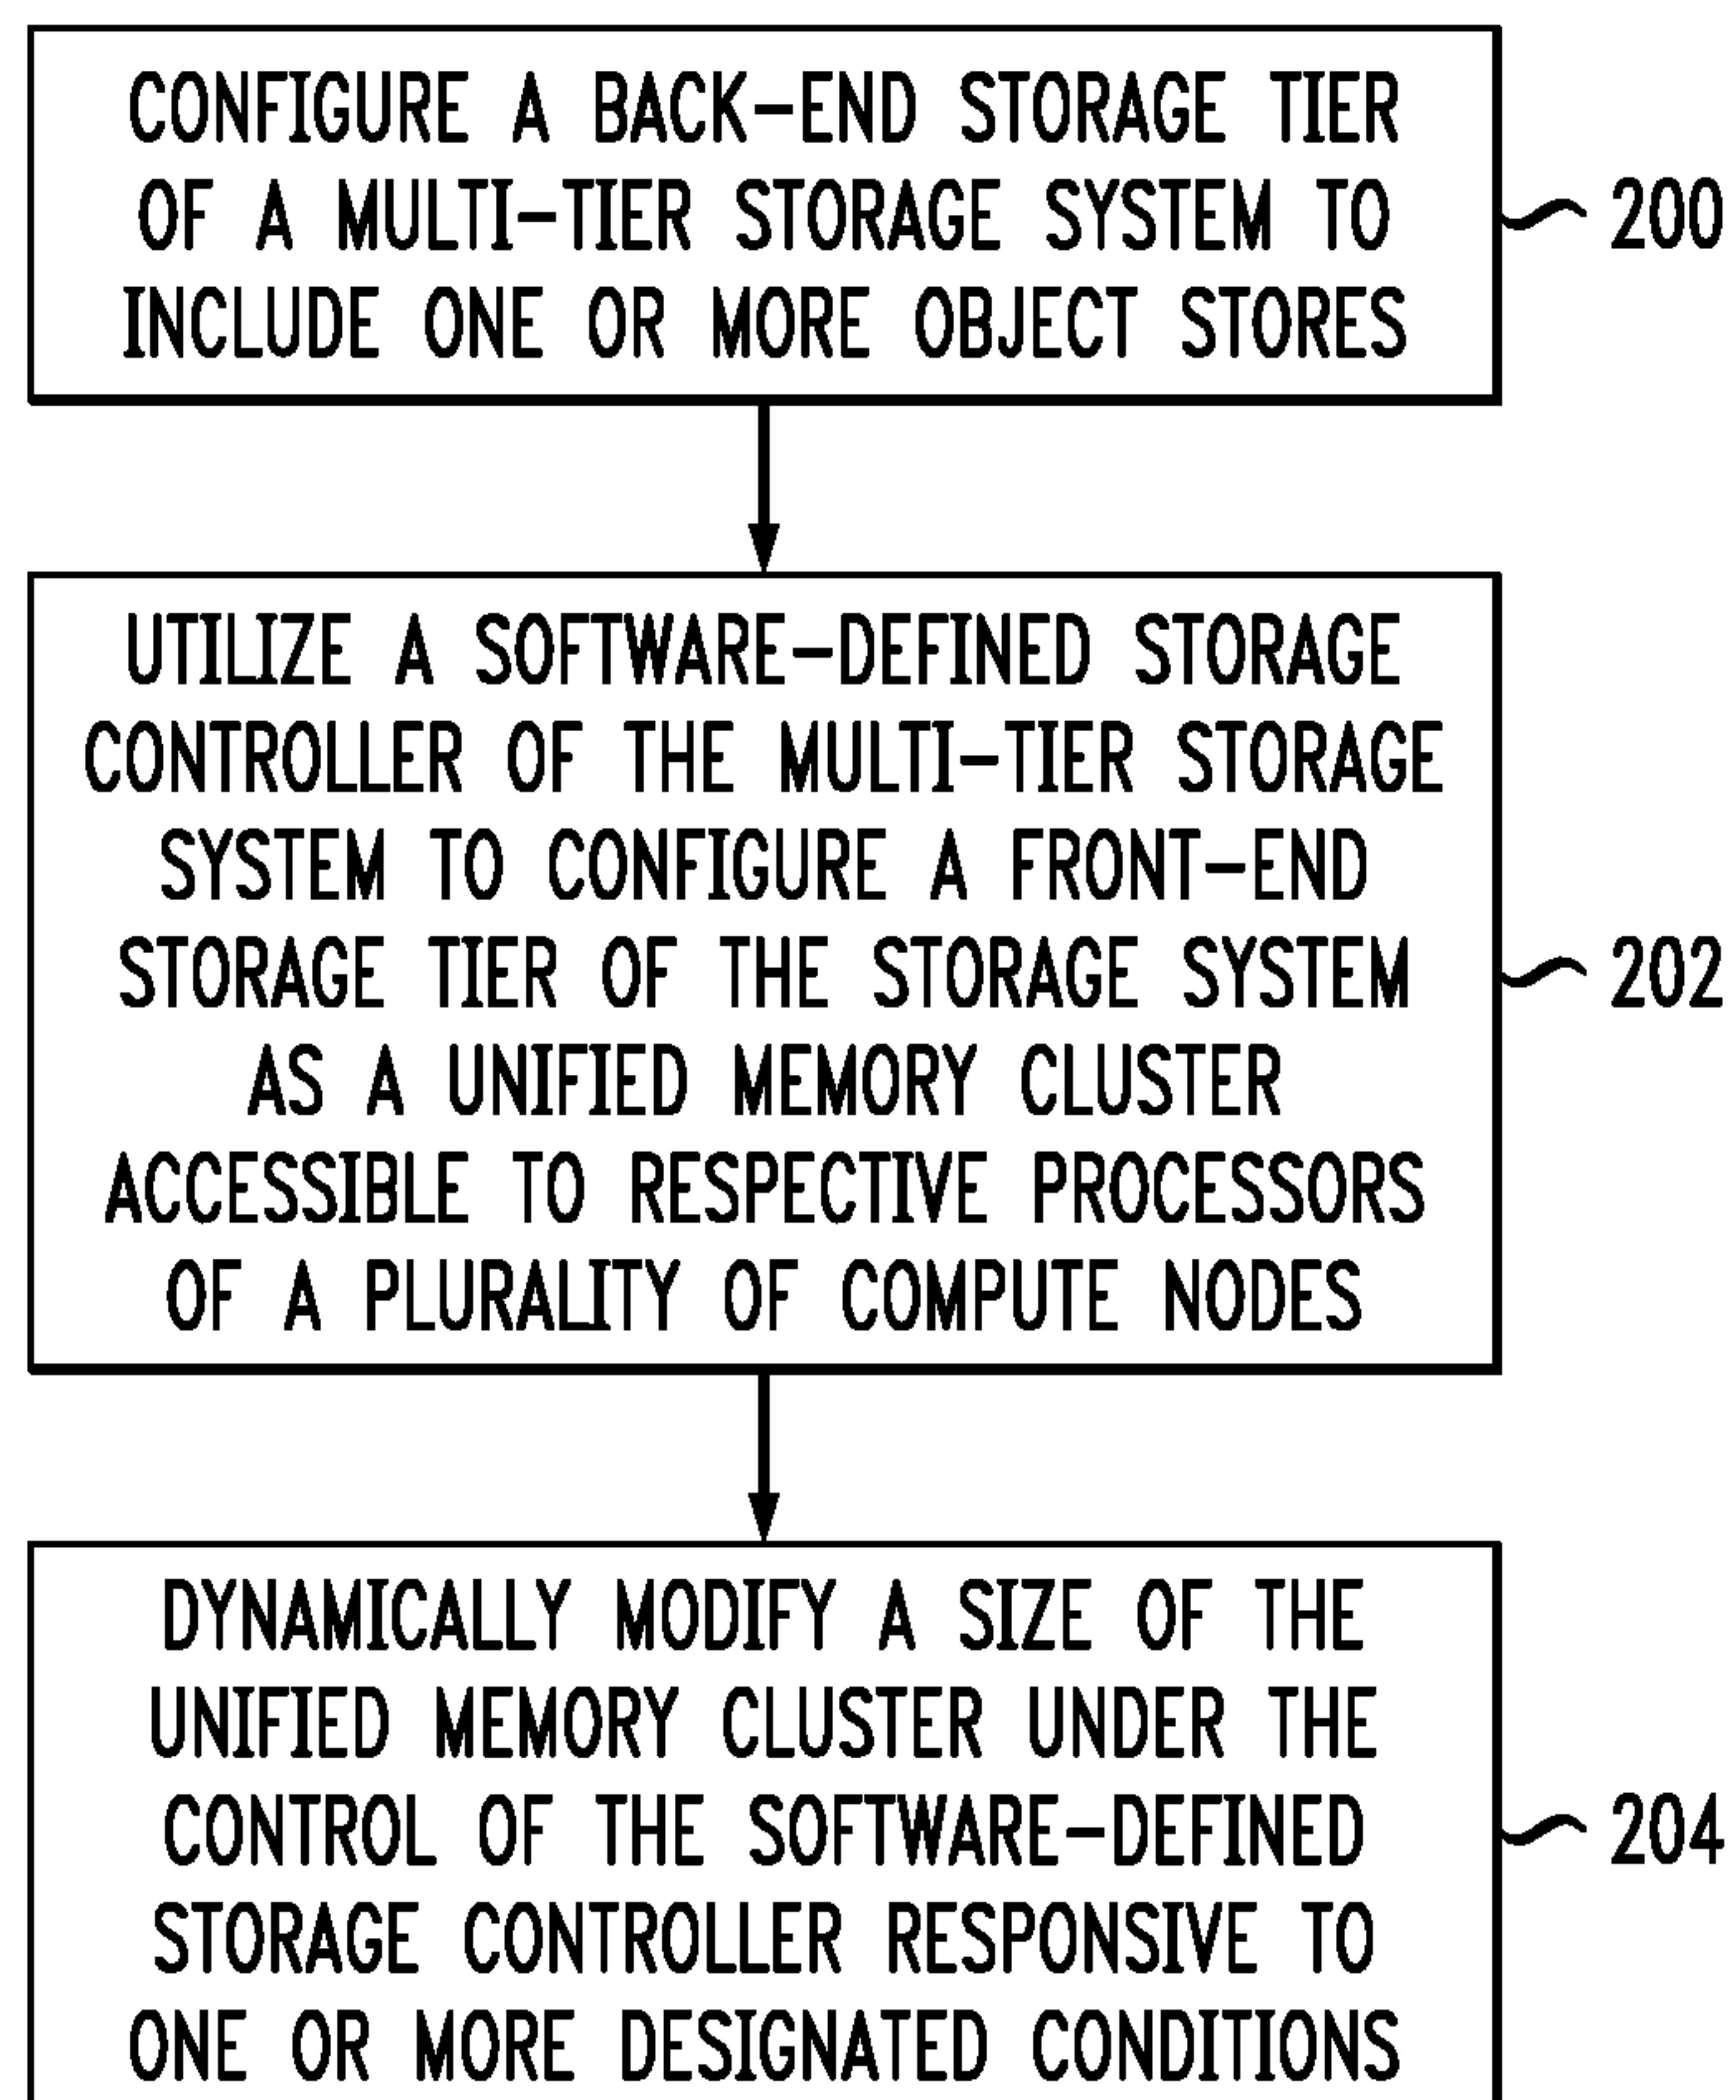 CONFIGURE A BACK-END STORAGE TIER
OF A MULTI-TIER STORAGE SYSTEM TO
INCLUDE ONE OR MORE OBJECT STORES
200
UTILIZE A SOFTWARE-DEFINED STORAGE
CONTROLLER OF THE MULTI-TIER STORAGE
SYSTEM TO CONFIGURE A FRONT-END
STORAGE TIER OF THE STORAGE SYSTEM
AS A UNIFIED MEMORY CLUSTER
ACCESSIBLE TO RESPECTIVE PROCESSORS
OF A PLURALITY OF COMPUTE NODES
202
DYNAMICALLY MODIFY A SIZE OF THE
UNIFIED MEMORY CLUSTER UNDER THE
CONTROL OF THE SOFTWARE-DEFINED
STORAGE CONTROLLER RESPONSIVE TO
ONE OR MORE DESIGNATED CONDITIONS
204